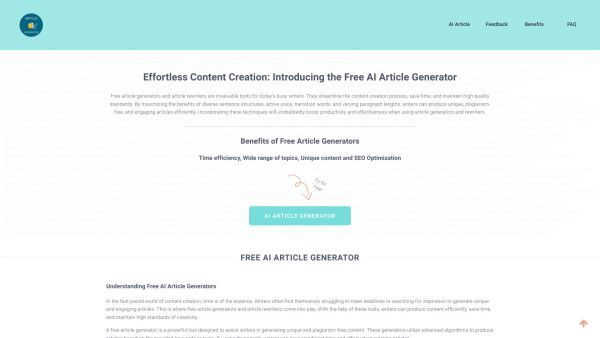 ARTICLE
GENERATOR
AI Article
Feedback
Benefits
FAQ
Effortless Content Creation: Introducing the Free AI Article Generator
Free article generators and article rewriters are invaluable tools for today's busy writers. They streamline the content creation process, save time, and maintain high-quality
standards. By maximizing the benefits of diverse sentence structures, active voice, transition words, and varying paragraph lengths, writers can produce unique, plagiarism-
free, and engaging articles efficiently. Incorporating these techniques will undoubtedly boost productivity and effectiveness when using article generators and rewriters.
Benefits of Free Article Generators
Time efficiency, Wide range of topics, Unique content and SEO Optimization
Try for
Free
AI ARTICLE GENERATOR
FREE AI ARTICLE GENERATOR
Understanding Free AI Article Generators
In the fast-paced world of content creation, time is of the essence. Writers often find themselves struggling to meet deadlines or searching for inspiration to generate unique
and engaging articles. This is where free article generators and article rewriters come into play. With the help of these tools, writers can produce content efficiently, save time,
and maintain high standards of creativity.
A free article generator is a powerful tool designed to assist writers in generating unique and plagiarism-free content. These generators utilize advanced algorithms to produce